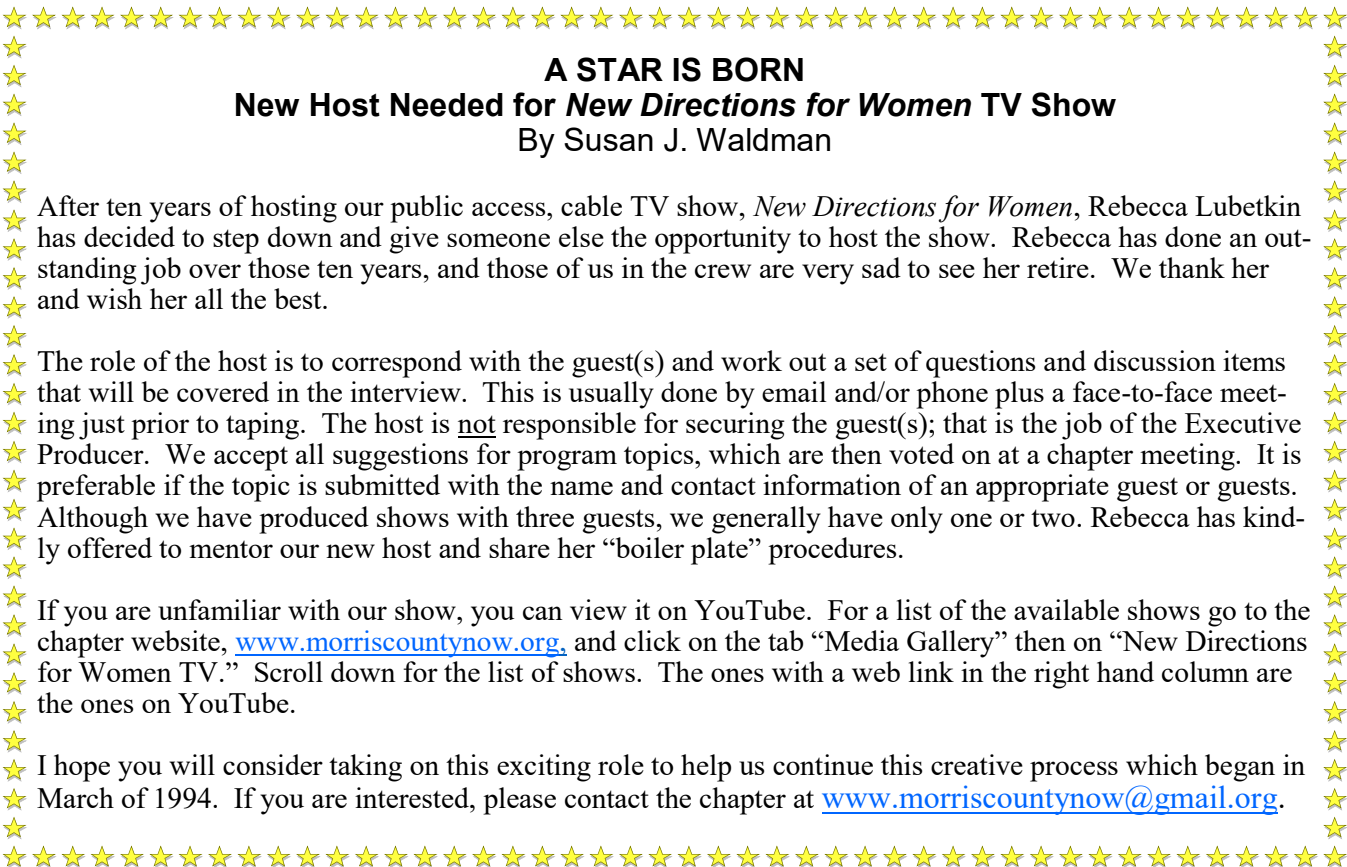 A STAR IS BORN
New Host Needed for New Directions for Women TV Show
By Susan J. Waldman
After ten years of hosting our public access, cable TV show, New Directions for Women, Rebecca Lubetkin
has decided to step down and give someone else the opportunity to host the show.  Rebecca has done an out-
standing job over those ten years, and those of us in the crew are very sad to see her retire.  We thank her
and wish her all the best.
The role of the host is to correspond with the guest(s) and work out a set of questions and discussion items
that will be covered in the interview.  This is usually done by email and/or phone plus a face-to-face meet-
ing just prior to taping.  The host is not responsible for securing the guest(s); that is the job of the Executive
Producer.  We accept all suggestions for program topics, which are then voted on at a chapter meeting.  It is
preferable if the topic is submitted with the name and contact information of an appropriate guest or guests.
Although we have produced shows with three guests, we generally have only one or two. Rebecca has kind-
ly offered to mentor our new host and share her “boiler plate” procedures.
If you are unfamiliar with our show, you can view it on YouTube.  For a list of the available shows go to the
chapter website, www.morriscountynow.org, and click on the tab “Media Gallery” then on “New Directions
for Women TV.”  Scroll down for the list of shows.  The ones with a web link in the right hand column are
the ones on YouTube.
I hope you will consider taking on this exciting role to help us continue this creative process which began in
March of 1994.  If you are interested, please contact the chapter at www.morriscountynow@gmail.org.